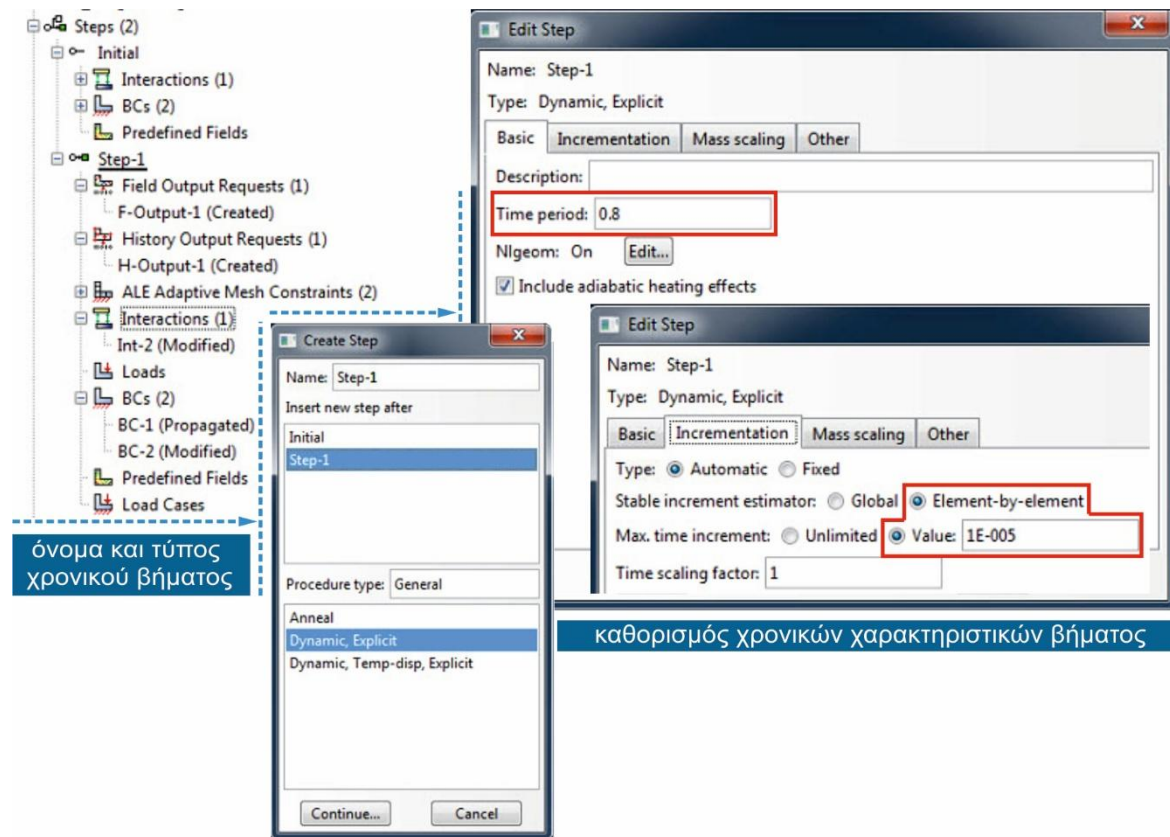 Steps (2)
Initial
Interactions (1)
BCs (2)
Predefined Fields
Step-1
Field Output Requests (1)
F-Output-1 (Created)
History Output Requests (1)
H-Output-1 (Created)
ALE Adaptive Mesh Constraints (2)
Interactions (1)
Int-2 (Modified)
Loads
BCs (2)
BC-1 (Propagated)
BC-2 (Modified)
Predefined Fields
Load Cases
όνομα και τύπος
χρονικού βήματος
Create Step
Name: Step-1
Insert new step after
Initial
Step-1
Procedure type: General
Anneal
Dynamic, Explicit
Dynamic, Temp-disp, Explicit
Continue... Cancel
Edit Step
Name: Step-1
Type: Dynamic, Explicit
Basic Incrementation Mass scaling Other
Description:
Time period: 0.8
Nlgeom: On Edit...
Include adiabatic heating effects
Edit Step
Name: Step-1
Type: Dynamic, Explicit
Basic Incrementation Mass scaling Other
Type: Automatic Fixed
Stable increment estimator: Global Element-by-element
Max. time increment: Unlimited Value: 1E-005
Time scaling factor: 1
καθορισμός χρονικών χαρακτηριστικών βήματος